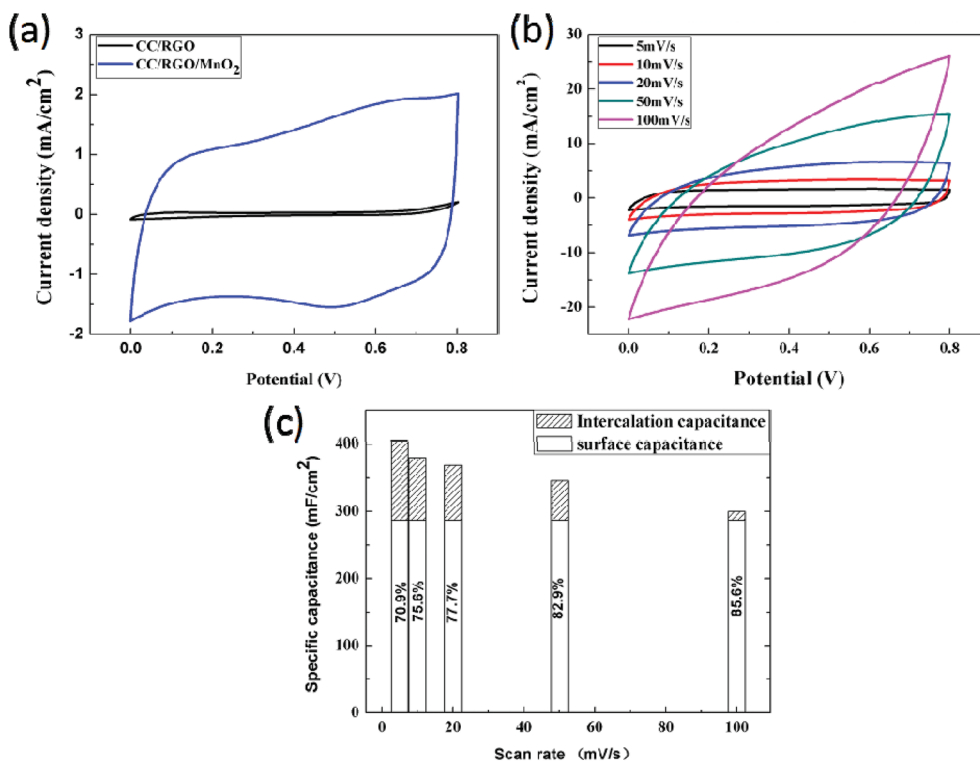 (a)
CC/RGO
CC/RGO/MnO₂
3
2
1
0
-1
-2
Current density (mA/cm²)
0.0 0.2 0.4 0.6 0.8
Potential (V)
(b)
5mV/s
10mV/s
20mV/s
50mV/s
100mV/s
30
20
10
0
-10
-20
Current density (mA/cm²)
0.0 0.2 0.4 0.6 0.8
Potential (V)
(c)
Intercalation capacitance
surface capacitance
400
300
200
100
0
Specific capacitance (mF/cm²)
70.9%
75.6%
77.7%
82.9%
85.6%
0 20 40 60 80 100
Scan rate (mV/s)